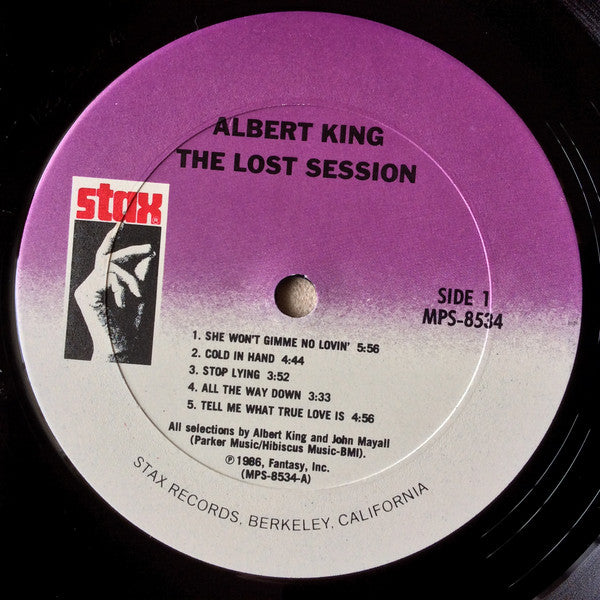 ALBERT KING
THE LOST SESSION
stax®
SIDE 1
MPS-8534
1. SHE WON'T GIMME NO LOVIN' 5:56
2. COLD IN HAND 4:44
3. STOP LYING 3:52
4. ALL THE WAY DOWN 3:33
5. TELL ME WHAT TRUE LOVE IS 4:56
All selections by Albert King and John Mayall
(Parker Music/Hibiscus Music-BMI).
℗1986, Fantasy, Inc.
(MPS-8534-A)
STAX RECORDS, BERKELEY, CALIFORNIA